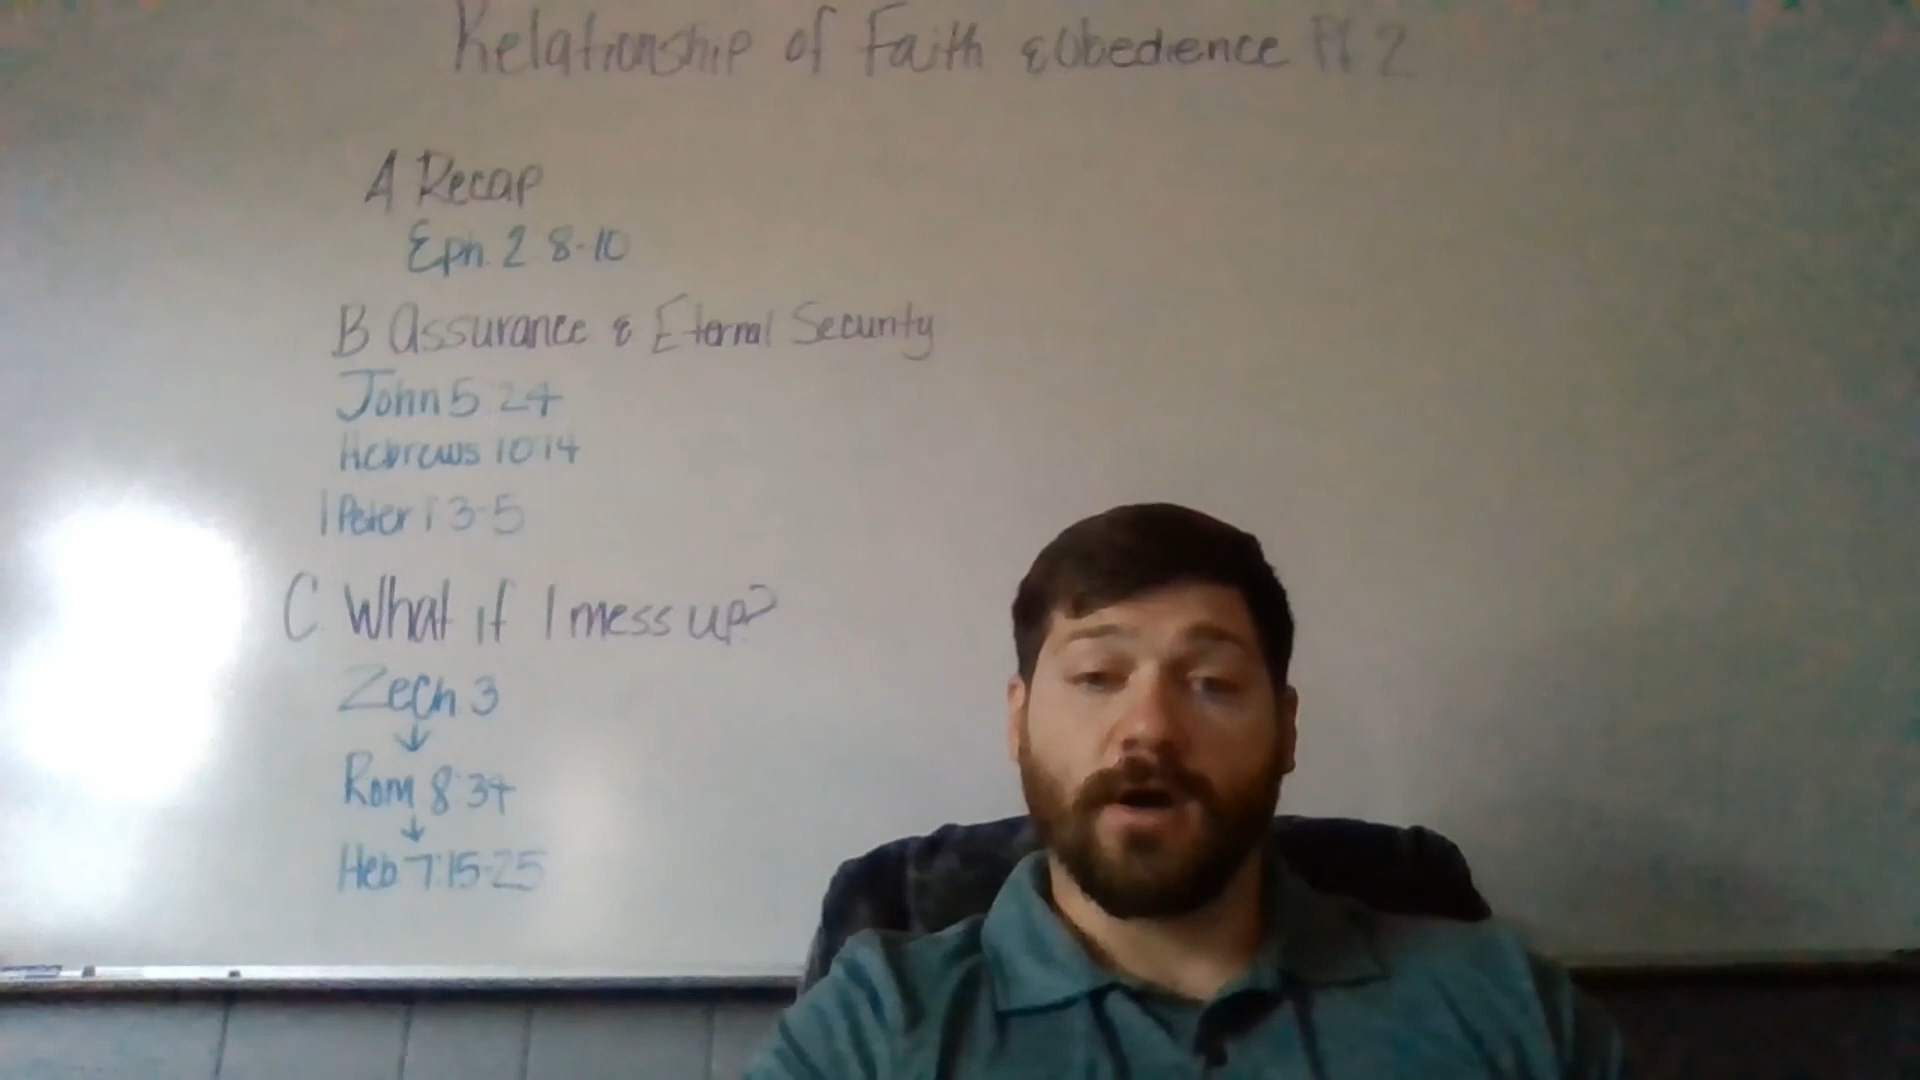 Relationship of Faith & Obedience Pt 2
A Recap
Eph. 2 8-10
B Assurance & Eternal Security
John 5 24
Hebrews 10 14
1 Peter 1 3-5
C What if I mess up?
Zech 3
↓
Rom 8:34
↓
Heb 7:15-25